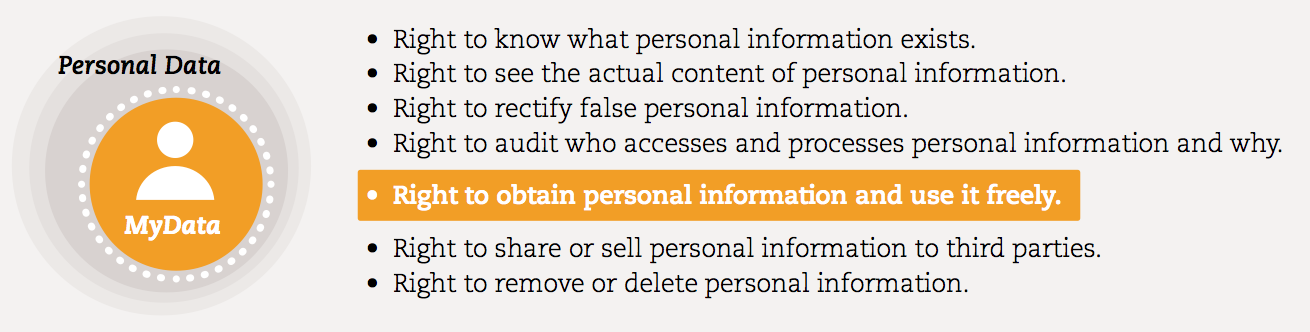 Personal Data
MyData
• Right to know what personal information exists.
• Right to see the actual content of personal information.
• Right to rectify false personal information.
• Right to audit who accesses and processes personal information and why.
• Right to obtain personal information and use it freely.
• Right to share or sell personal information to third parties.
• Right to remove or delete personal information.